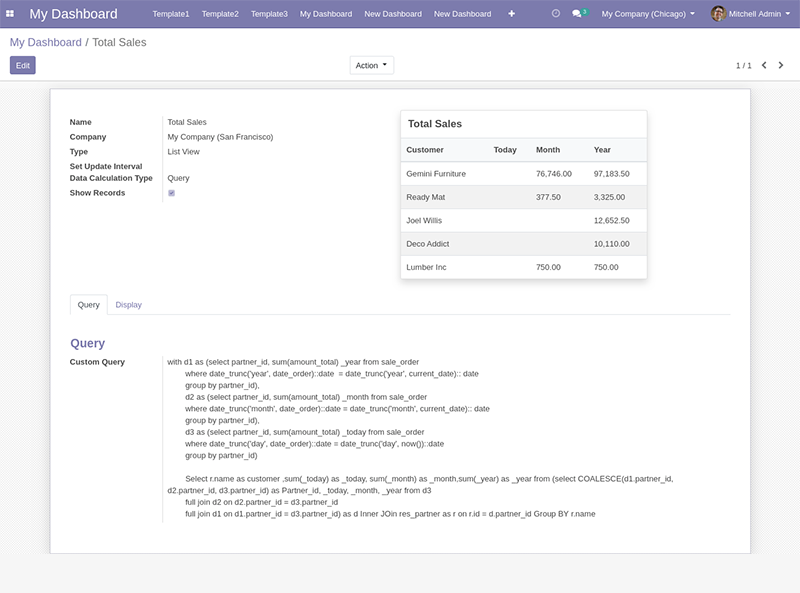 My Dashboard Template1 Template2 Template3 My Dashboard New Dashboard New Dashboard + 3 My Company (Chicago) Mitchell Admin
My Dashboard / Total Sales
Edit Action 1 / 1
Name Total Sales
Company My Company (San Francisco)
Type List View
Set Update Interval
Data Calculation Type Query
Show Records
Total Sales
Customer Today Month Year
Gemini Furniture 76,746.00 97,183.50
Ready Mat 377.50 3,325.00
Joel Willis 12,652.50
Deco Addict 10,110.00
Lumber Inc 750.00 750.00
Query Display
Query
Custom Query with d1 as (select partner_id, sum(amount_total) _year from sale_order
where date_trunc('year', date_order)::date = date_trunc('year', current_date):: date
group by partner_id),
d2 as (select partner_id, sum(amount_total) _month from sale_order
where date_trunc('month', date_order)::date = date_trunc('month', current_date):: date
group by partner_id),
d3 as (select partner_id, sum(amount_total) _today from sale_order
where date_trunc('day', date_order)::date = date_trunc('day', now())::date
group by partner_id)
Select r.name as customer ,sum(_today) as _today, sum(_month) as _month,sum(_year) as _year from (select COALESCE(d1.partner_id,
d2.partner_id, d3.partner_id) as Partner_id, _today, _month, _year from d3
full join d2 on d2.partner_id = d3.partner_id
full join d1 on d1.partner_id = d3.partner_id) as d Inner JOin res_partner as r on r.id = d.partner_id Group BY r.name